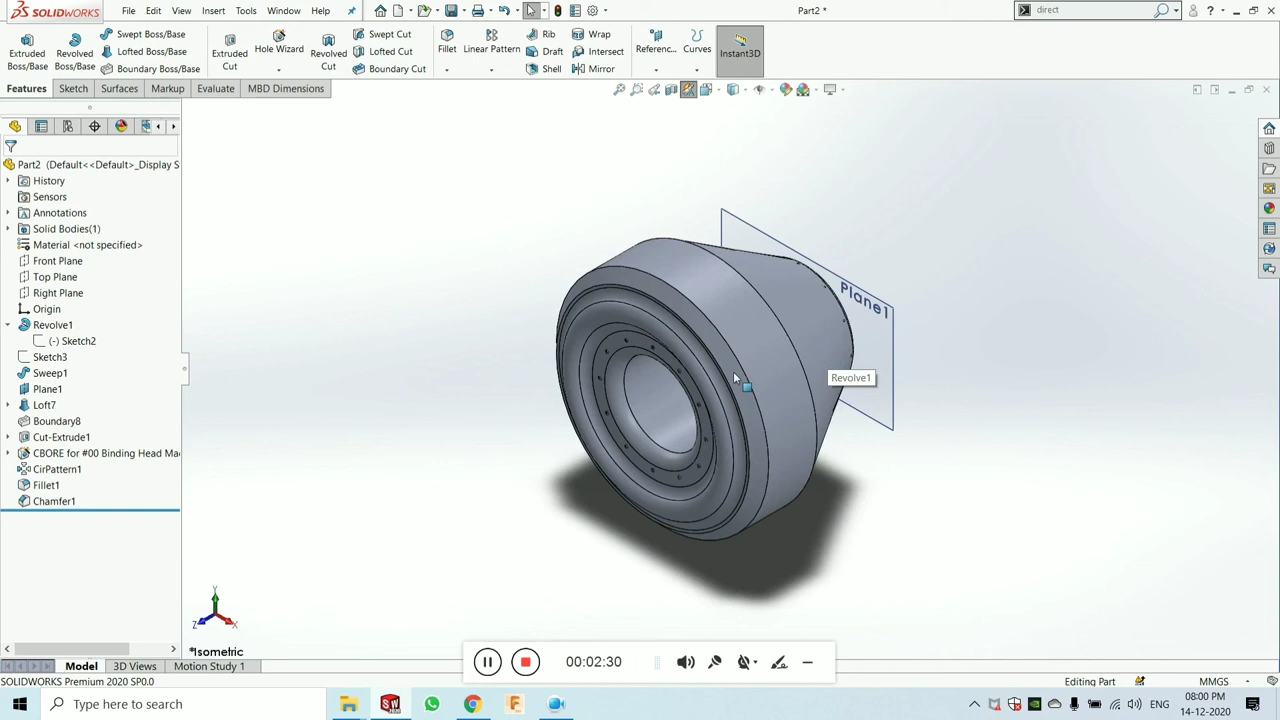 SOLIDWORKS
File
Edit
View
Insert
Tools
Window
Help
Part2 *
direct
Extruded Boss/Base
Revolved Boss/Base
Swept Boss/Base
Lofted Boss/Base
Boundary Boss/Base
Extruded Cut
Hole Wizard
Revolved Cut
Swept Cut
Lofted Cut
Boundary Cut
Fillet
Linear Pattern
Rib
Draft
Shell
Wrap
Intersect
Mirror
Referenc...
Curves
Instant3D
Features
Sketch
Surfaces
Markup
Evaluate
MBD Dimensions
Part2 (Default<<Default>_Display S
History
Sensors
Annotations
Solid Bodies(1)
Material <not specified>
Front Plane
Top Plane
Right Plane
Origin
Revolve1
(-) Sketch2
Sketch3
Sweep1
Plane1
Loft7
Boundary8
Cut-Extrude1
CBORE for #00 Binding Head Ma
CirPattern1
Fillet1
Chamfer1
Plane1
Revolve1
Y
Z
X
*Isometric
00:02:30
Model
3D Views
Motion Study 1
SOLIDWORKS Premium 2020 SP0.0
Editing Part
MMGS
Type here to search
ENG
08:00 PM
14-12-2020